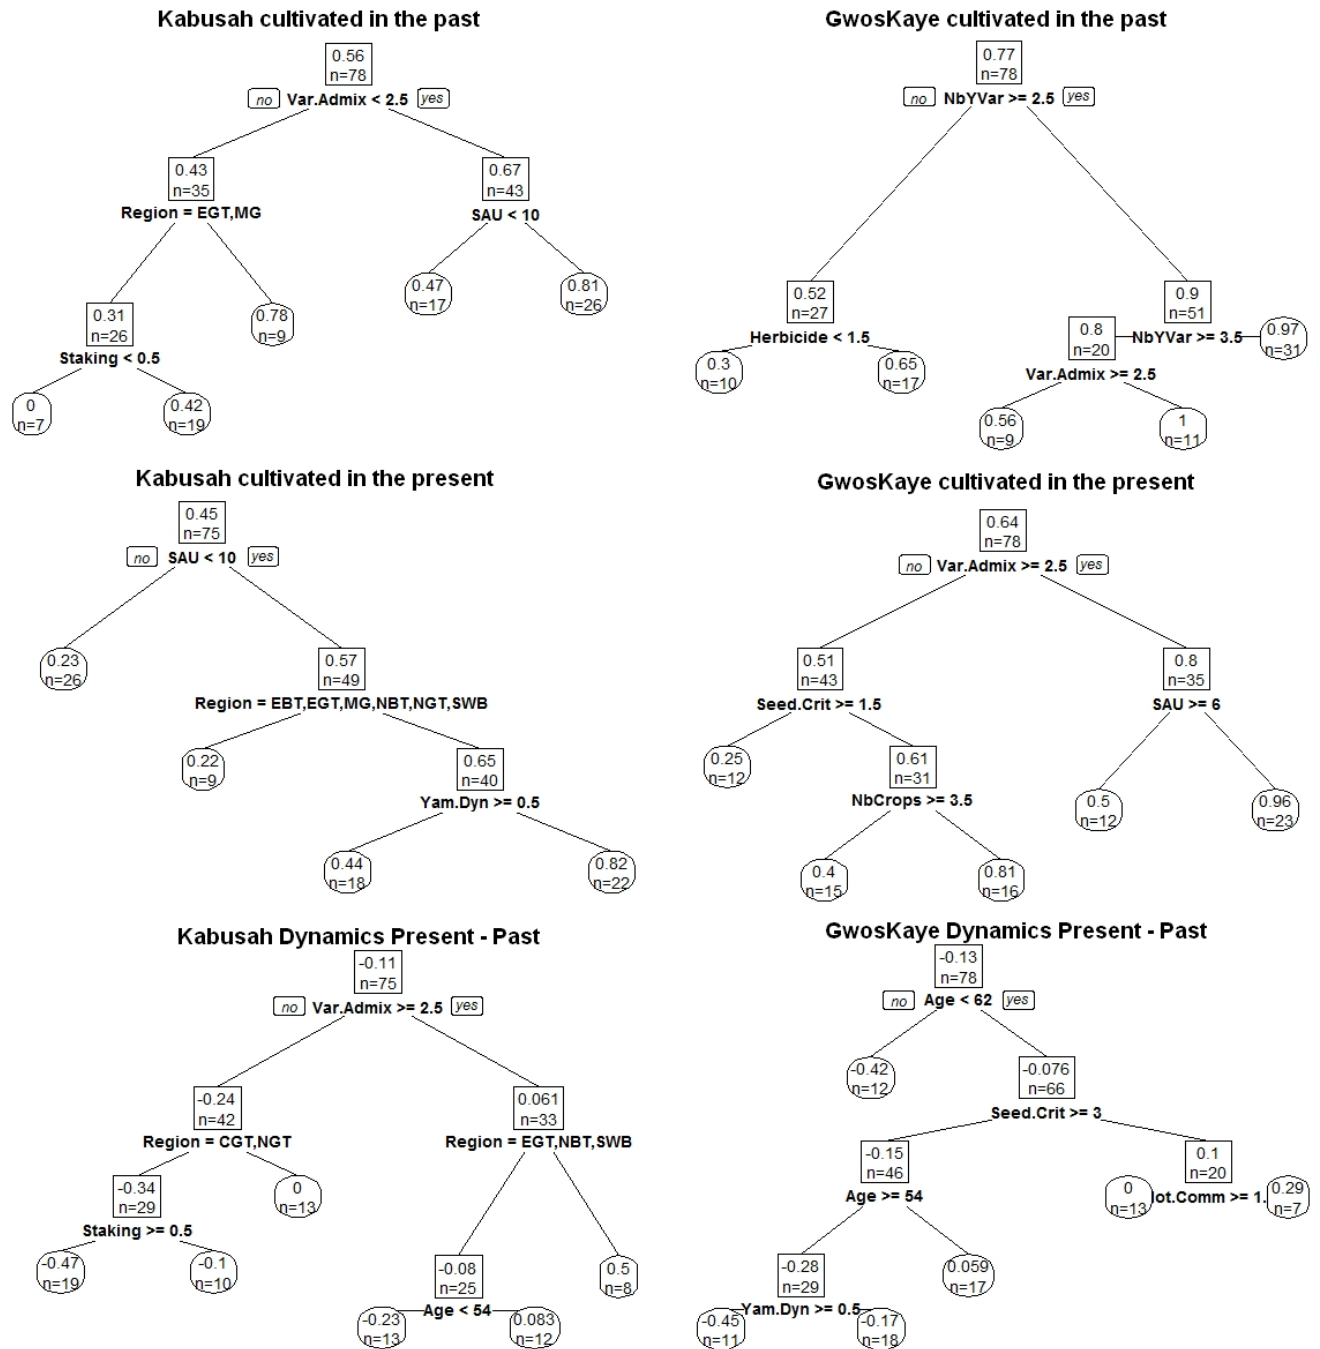 Kabusah cultivated in the past
0.56
n=78
no Var.Admix < 2.5 yes
0.43
n=35
0.67
n=43
Region = EGT,MG
SAU < 10
0.47
n=17
0.81
n=26
0.31
n=26
0.78
n=9
Staking < 0.5
0
n=7
0.42
n=19
GwosKaye cultivated in the past
0.77
n=78
no NbYVar >= 2.5 yes
0.52
n=27
0.9
n=51
Herbicide < 1.5
0.8
n=20
NbYVar >= 3.5
0.97
n=31
0.3
n=10
0.65
n=17
Var.Admix >= 2.5
0.56
n=9
1
n=11
Kabusah cultivated in the present
0.45
n=75
no SAU < 10 yes
0.23
n=26
0.57
n=49
Region = EBT,EGT,MG,NBT,NGT,SWB
0.22
n=9
0.65
n=40
Yam.Dyn >= 0.5
0.44
n=18
0.82
n=22
GwosKaye cultivated in the present
0.64
n=78
no Var.Admix >= 2.5 yes
0.51
n=43
0.8
n=35
Seed.Crit >= 1.5
SAU >= 6
0.25
n=12
0.61
n=31
NbCrops >= 3.5
0.5
n=12
0.96
n=23
0.4
n=15
0.81
n=16
Kabusah Dynamics Present - Past
-0.11
n=75
no Var.Admix >= 2.5 yes
-0.24
n=42
0.061
n=33
Region = CGT,NGT
Region = EGT,NBT,SWB
-0.34
n=29
0
n=13
Staking >= 0.5
-0.47
n=19
-0.1
n=10
-0.08
n=25
0.5
n=8
Age < 54
-0.23
n=13
0.083
n=12
GwosKaye Dynamics Present - Past
-0.13
n=78
no Age < 62 yes
-0.42
n=12
-0.076
n=66
Seed.Crit >= 3
-0.15
n=46
0.1
n=20
Age >= 54
0
n=13
lot.Comm >= 1.
0.29
n=7
-0.28
n=29
0.059
n=17
Yam.Dyn >= 0.5
-0.45
n=11
-0.17
n=18